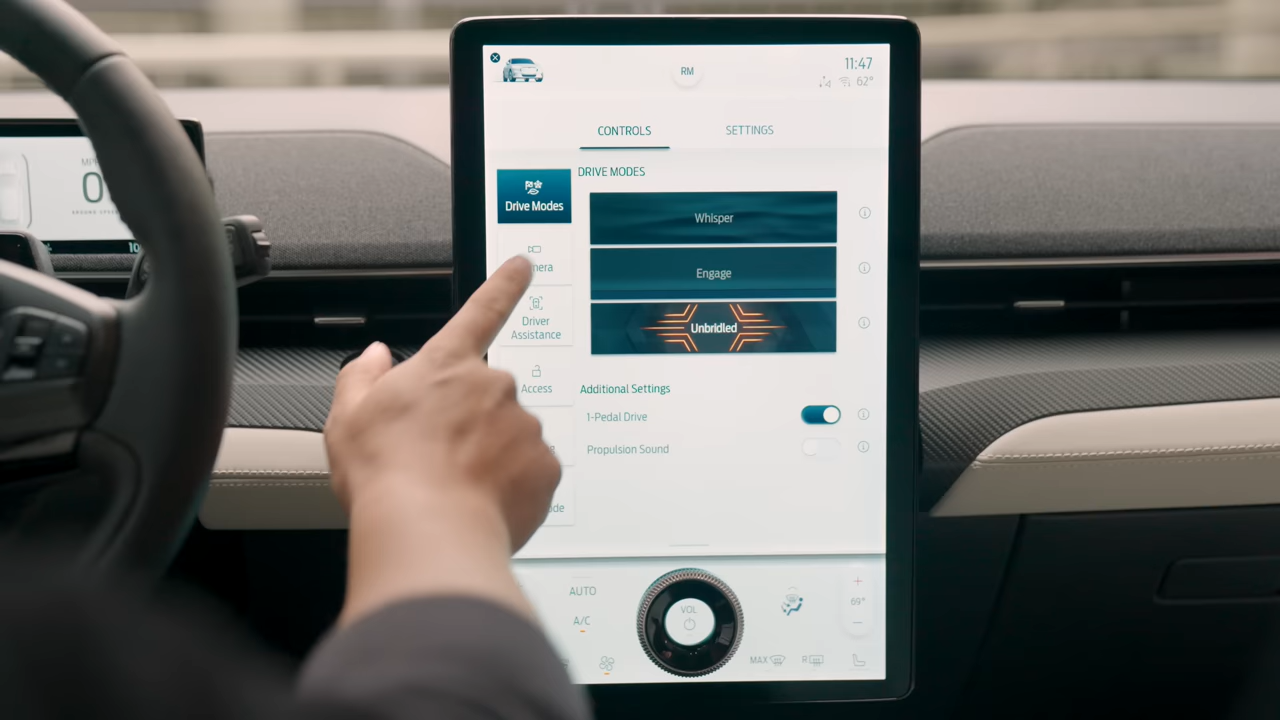 RM
11:47
62°
CONTROLS
SETTINGS
DRIVE MODES
Drive Modes
Whisper
Engage
Unbridled
Driver
Assistance
Access
Additional Settings
1-Pedal Drive
Propulsion Sound
AUTO
A/C
VOL
69°
MAX
R